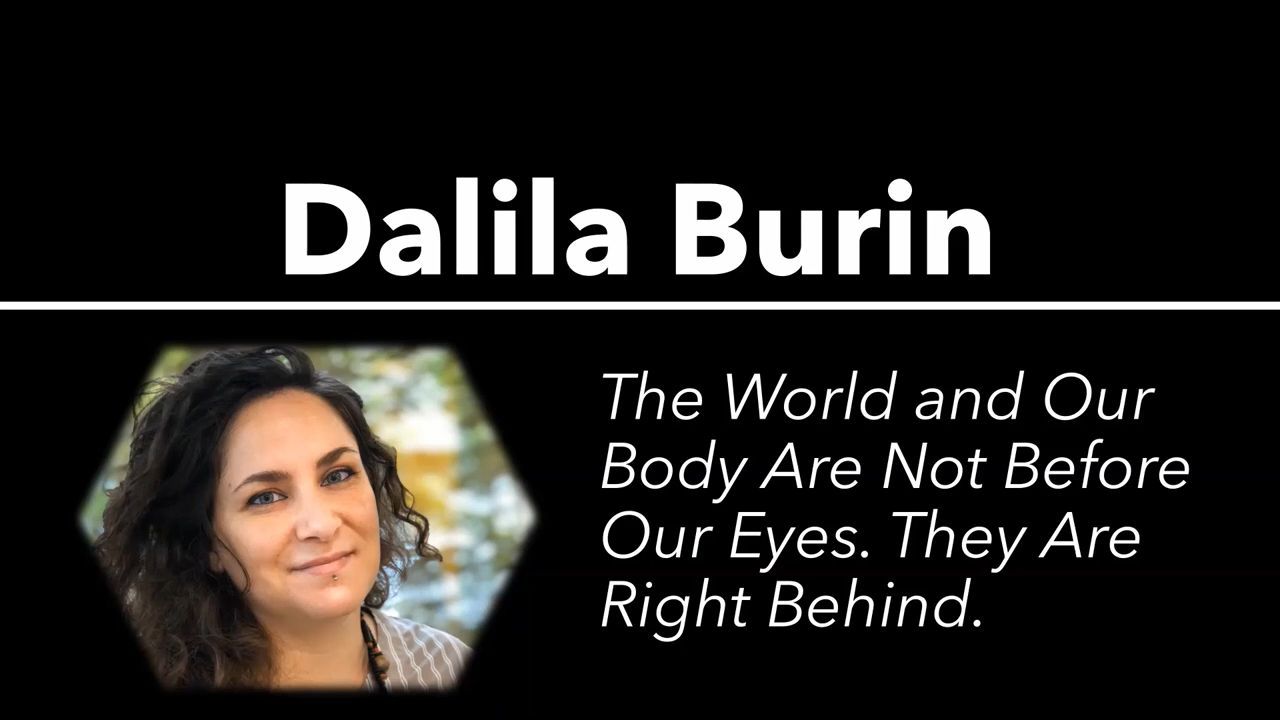 Dalila Burin
The World and Our
Body Are Not Before
Our Eyes. They Are
Right Behind.